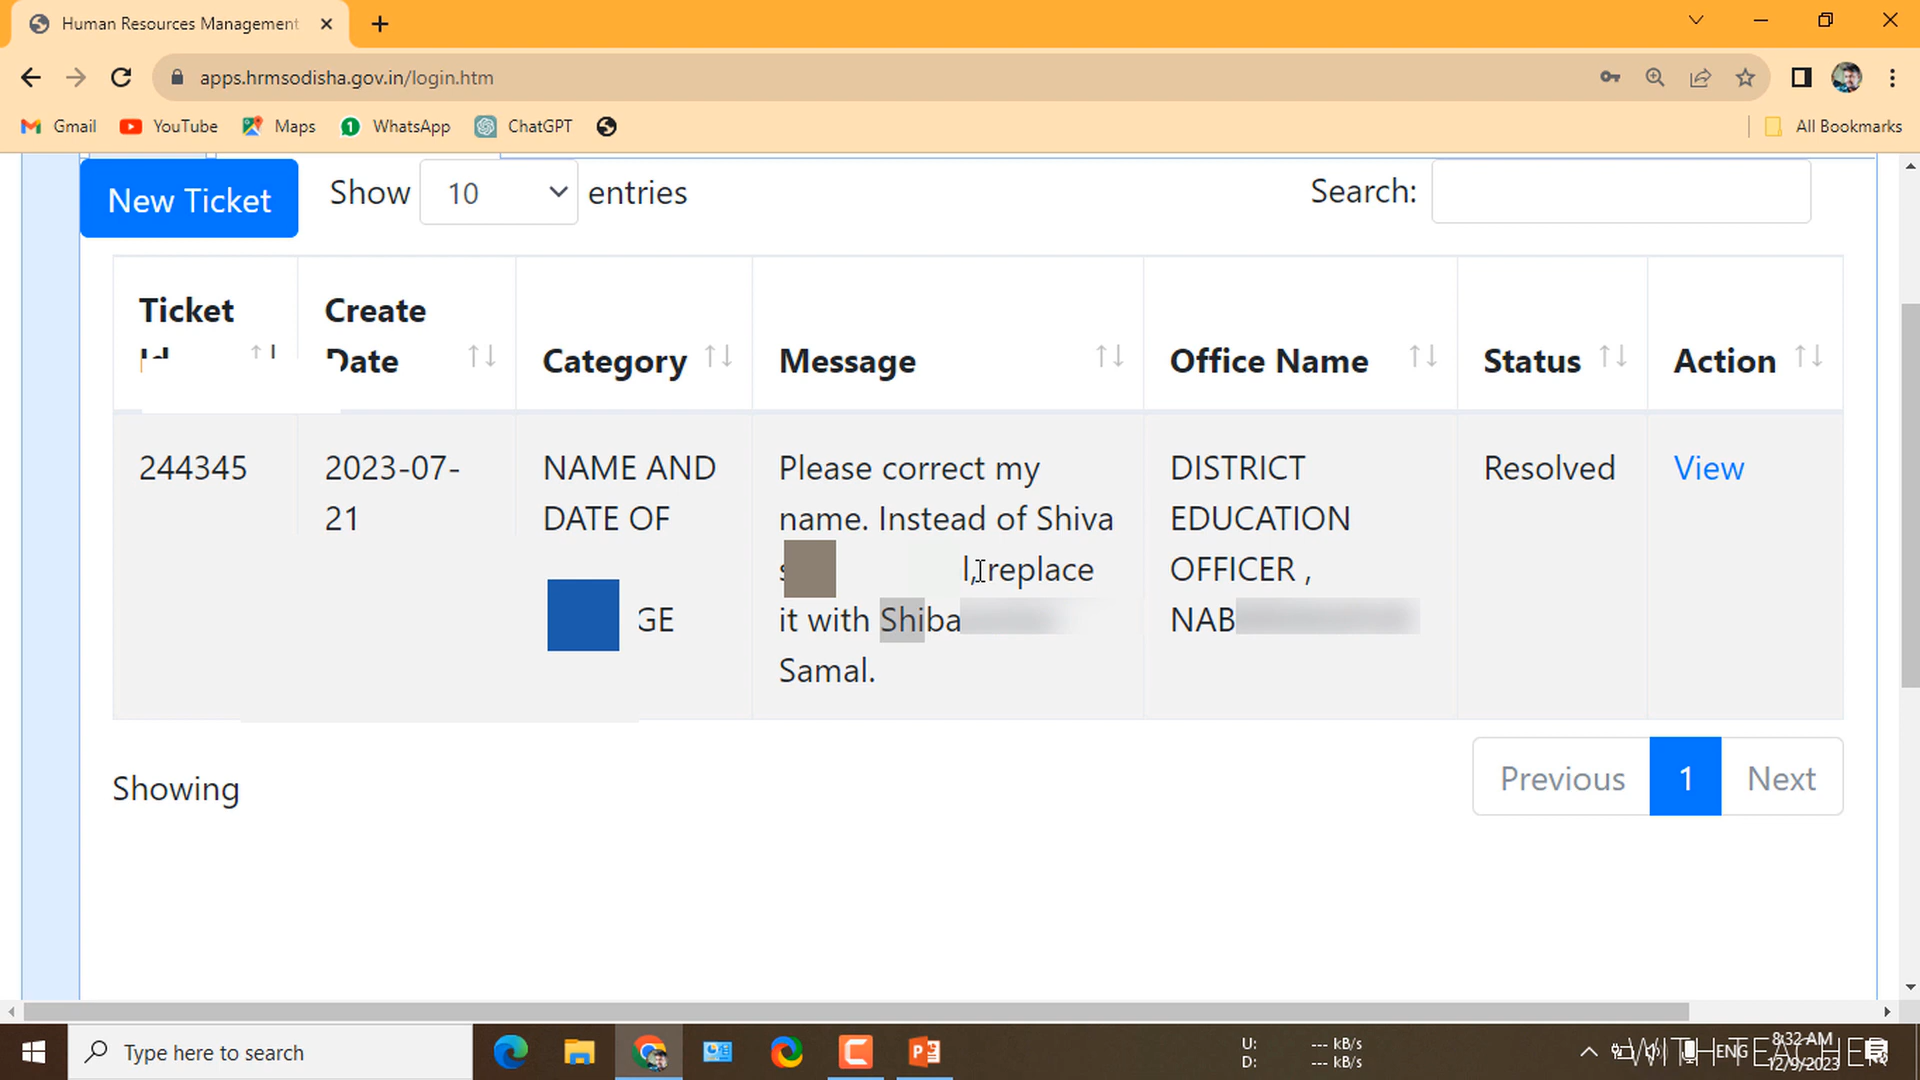 Human Resources Management
apps.hrmsodisha.gov.in/login.htm
Gmail YouTube Maps 1 WhatsApp ChatGPT All Bookmarks
New Ticket Show 10 entries Search:
Ticket Create
Date Category Message Office Name Status Action
244345 2023-07- NAME AND Please correct my DISTRICT Resolved View
21 DATE OF name. Instead of Shiva EDUCATION
l, replace OFFICER ,
GE it with Shiba NAB
Samal.
Showing Previous 1 Next
Type here to search
U: --- kB/s
D: --- kB/s
ENG
8:32 AM
12/9/2023
WITH TEACHER